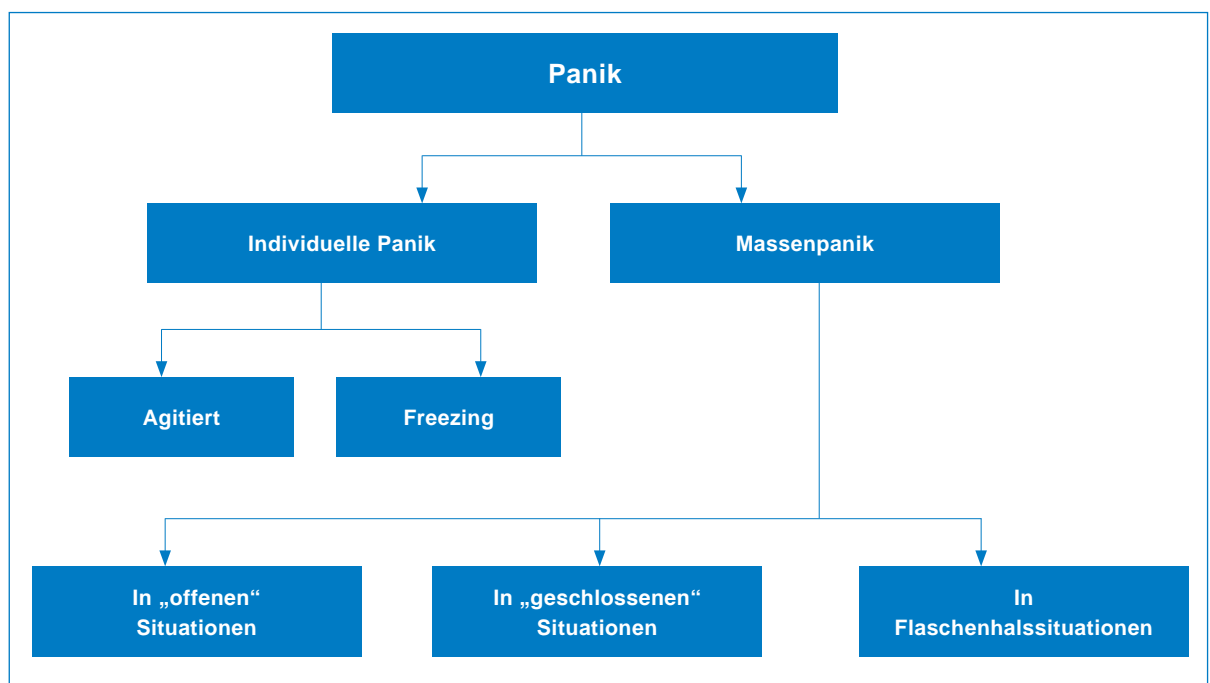 Panik
Individuelle Panik
Massenpanik
Agitiert
Freezing
In „offenen“
Situationen
In „geschlossenen“
Situationen
In
Flaschenhalssituationen